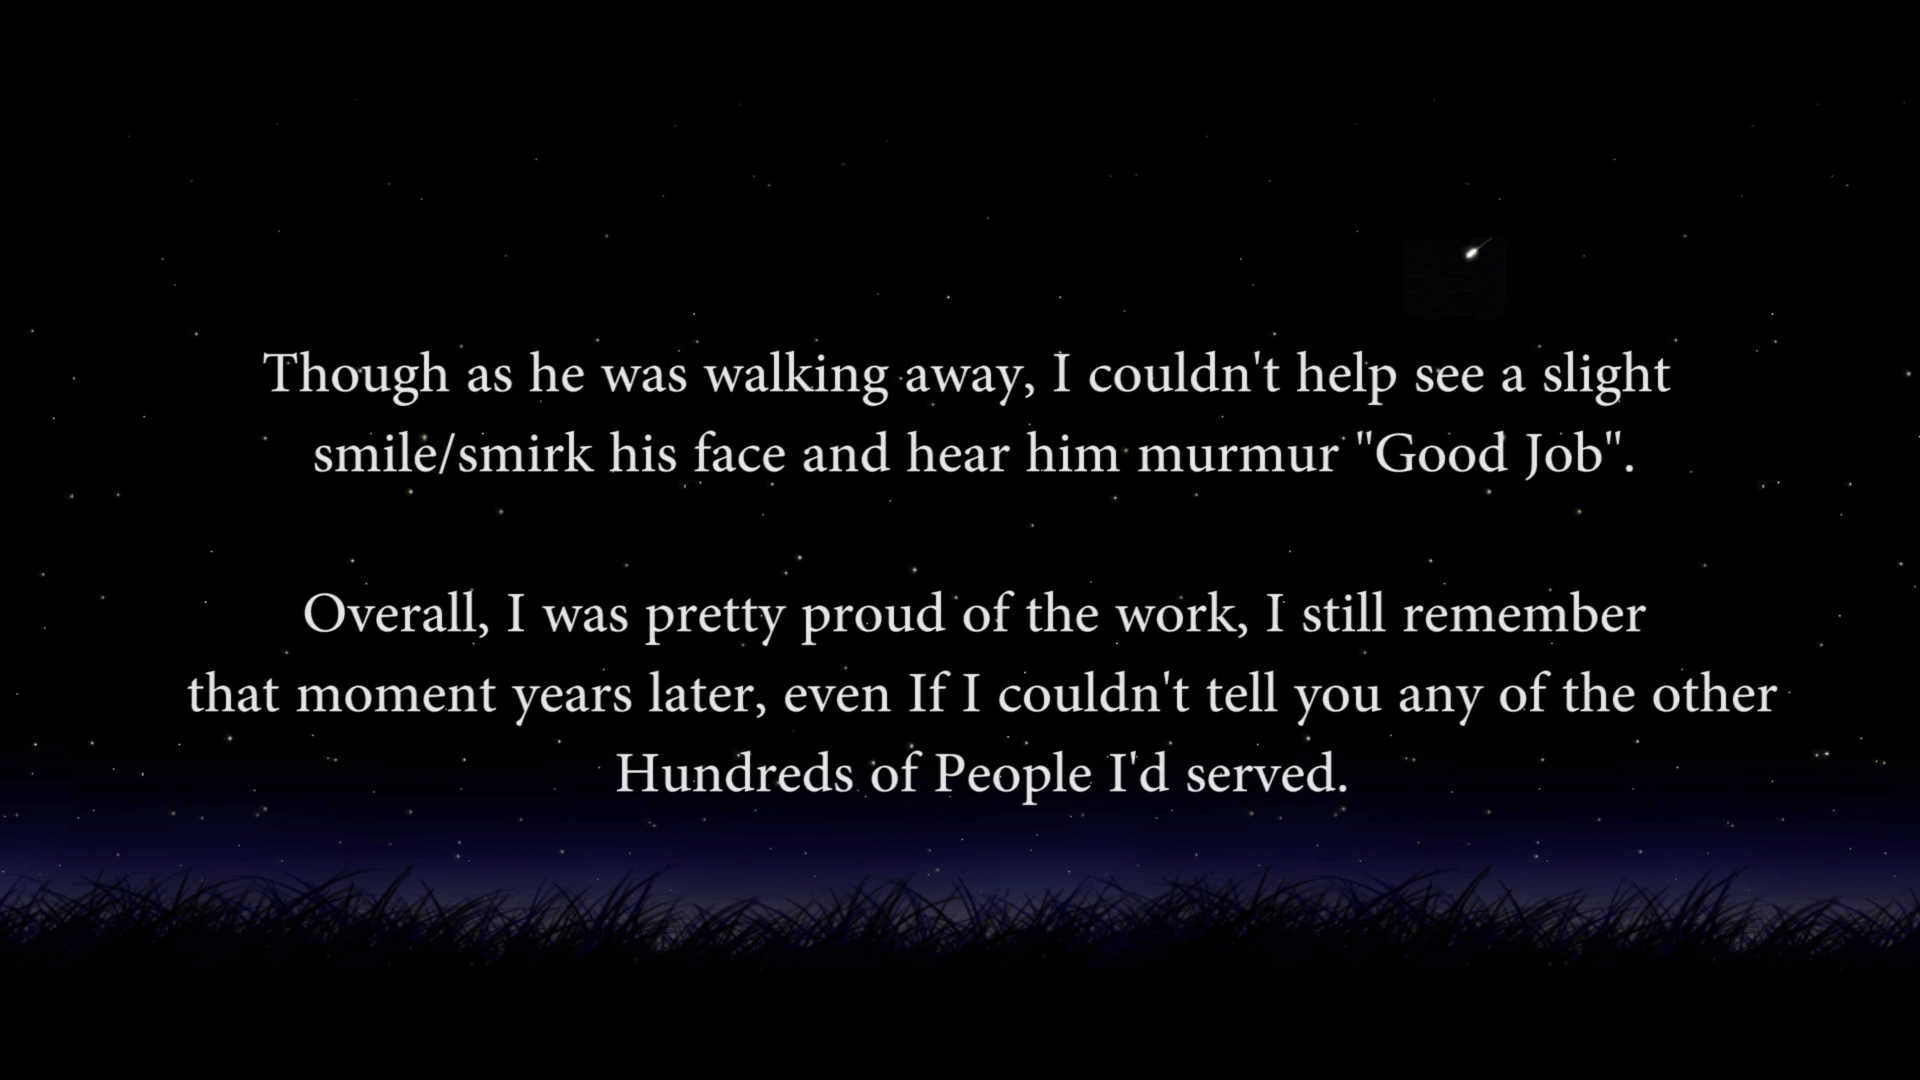 Though as he was walking away, I couldn't help see a slight
smile/smirk his face and hear him murmur "Good Job".
Overall, I was pretty proud of the work, I still remember
that moment years later, even If I couldn't tell you any of the other
Hundreds of People I'd served.